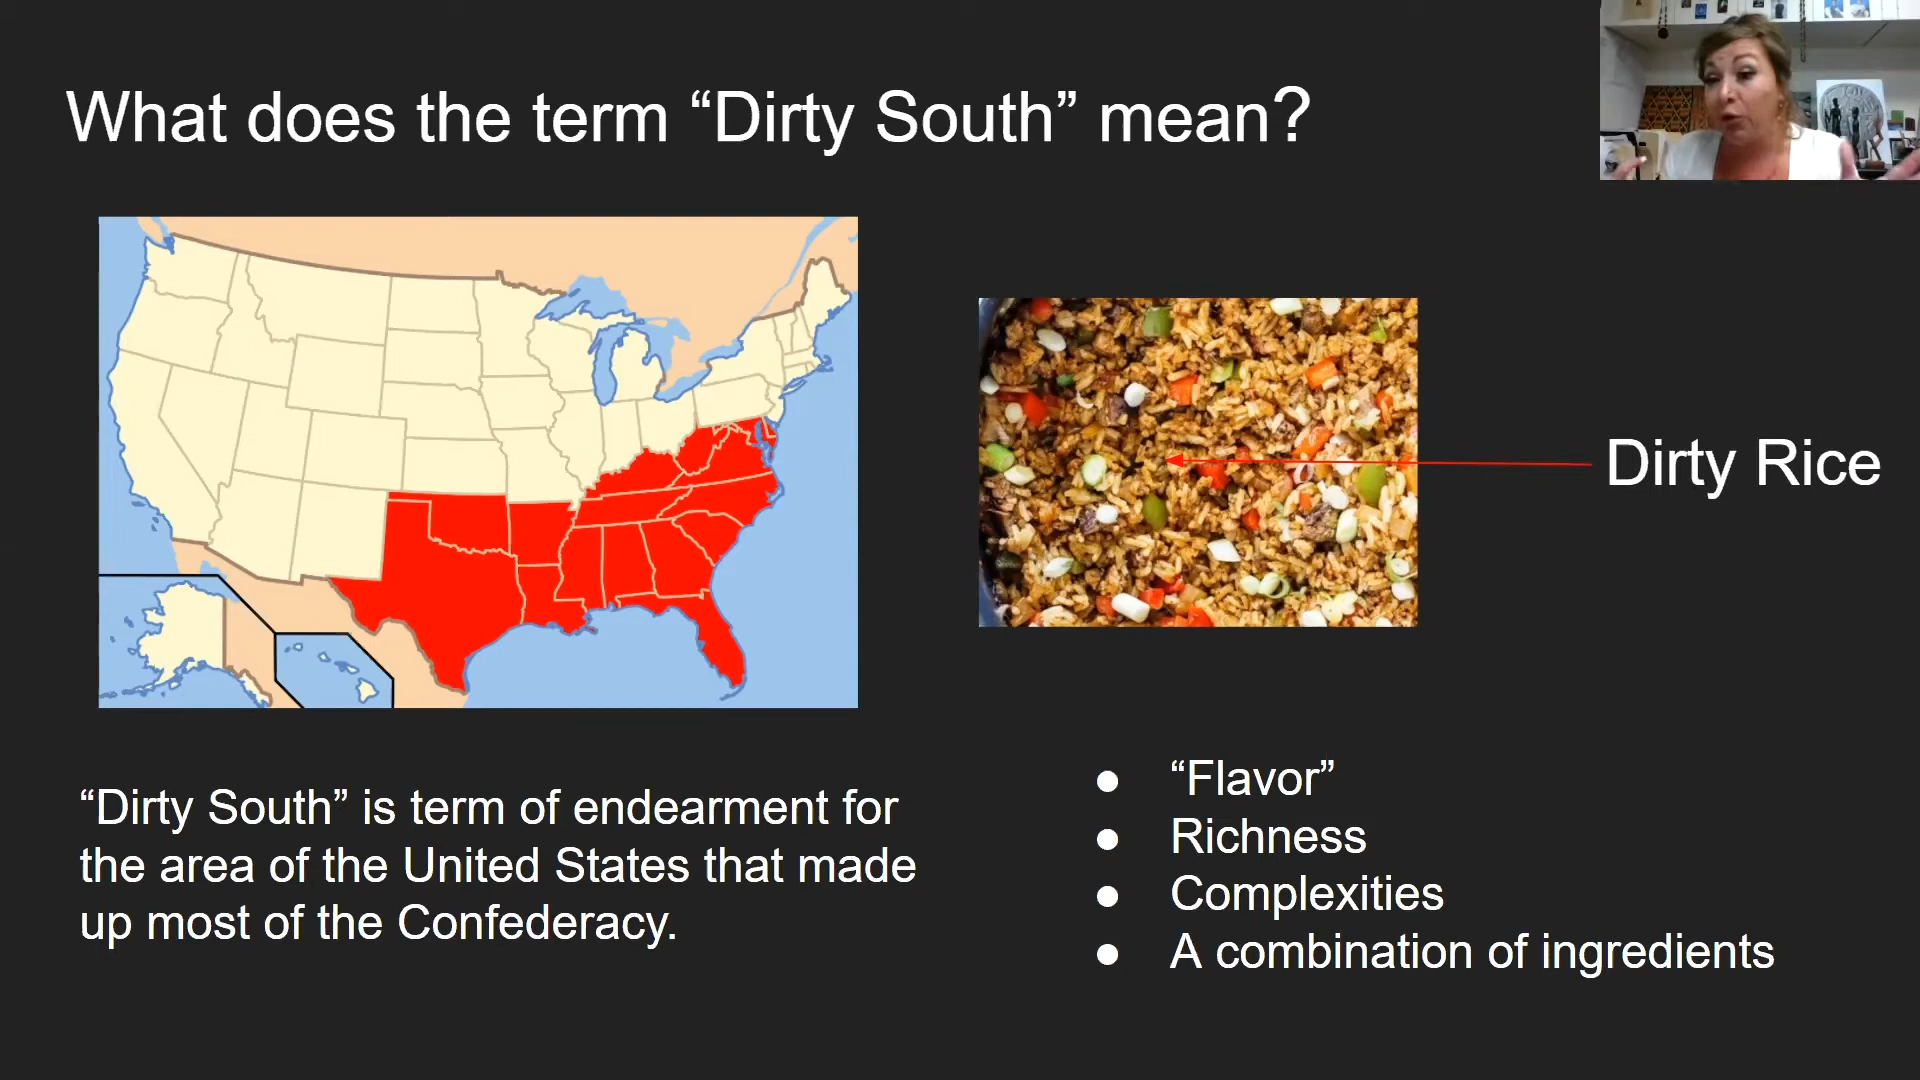 What does the term “Dirty South” mean?
Dirty Rice
“Dirty South” is term of endearment for
the area of the United States that made
up most of the Confederacy.
● “Flavor”
● Richness
● Complexities
● A combination of ingredients